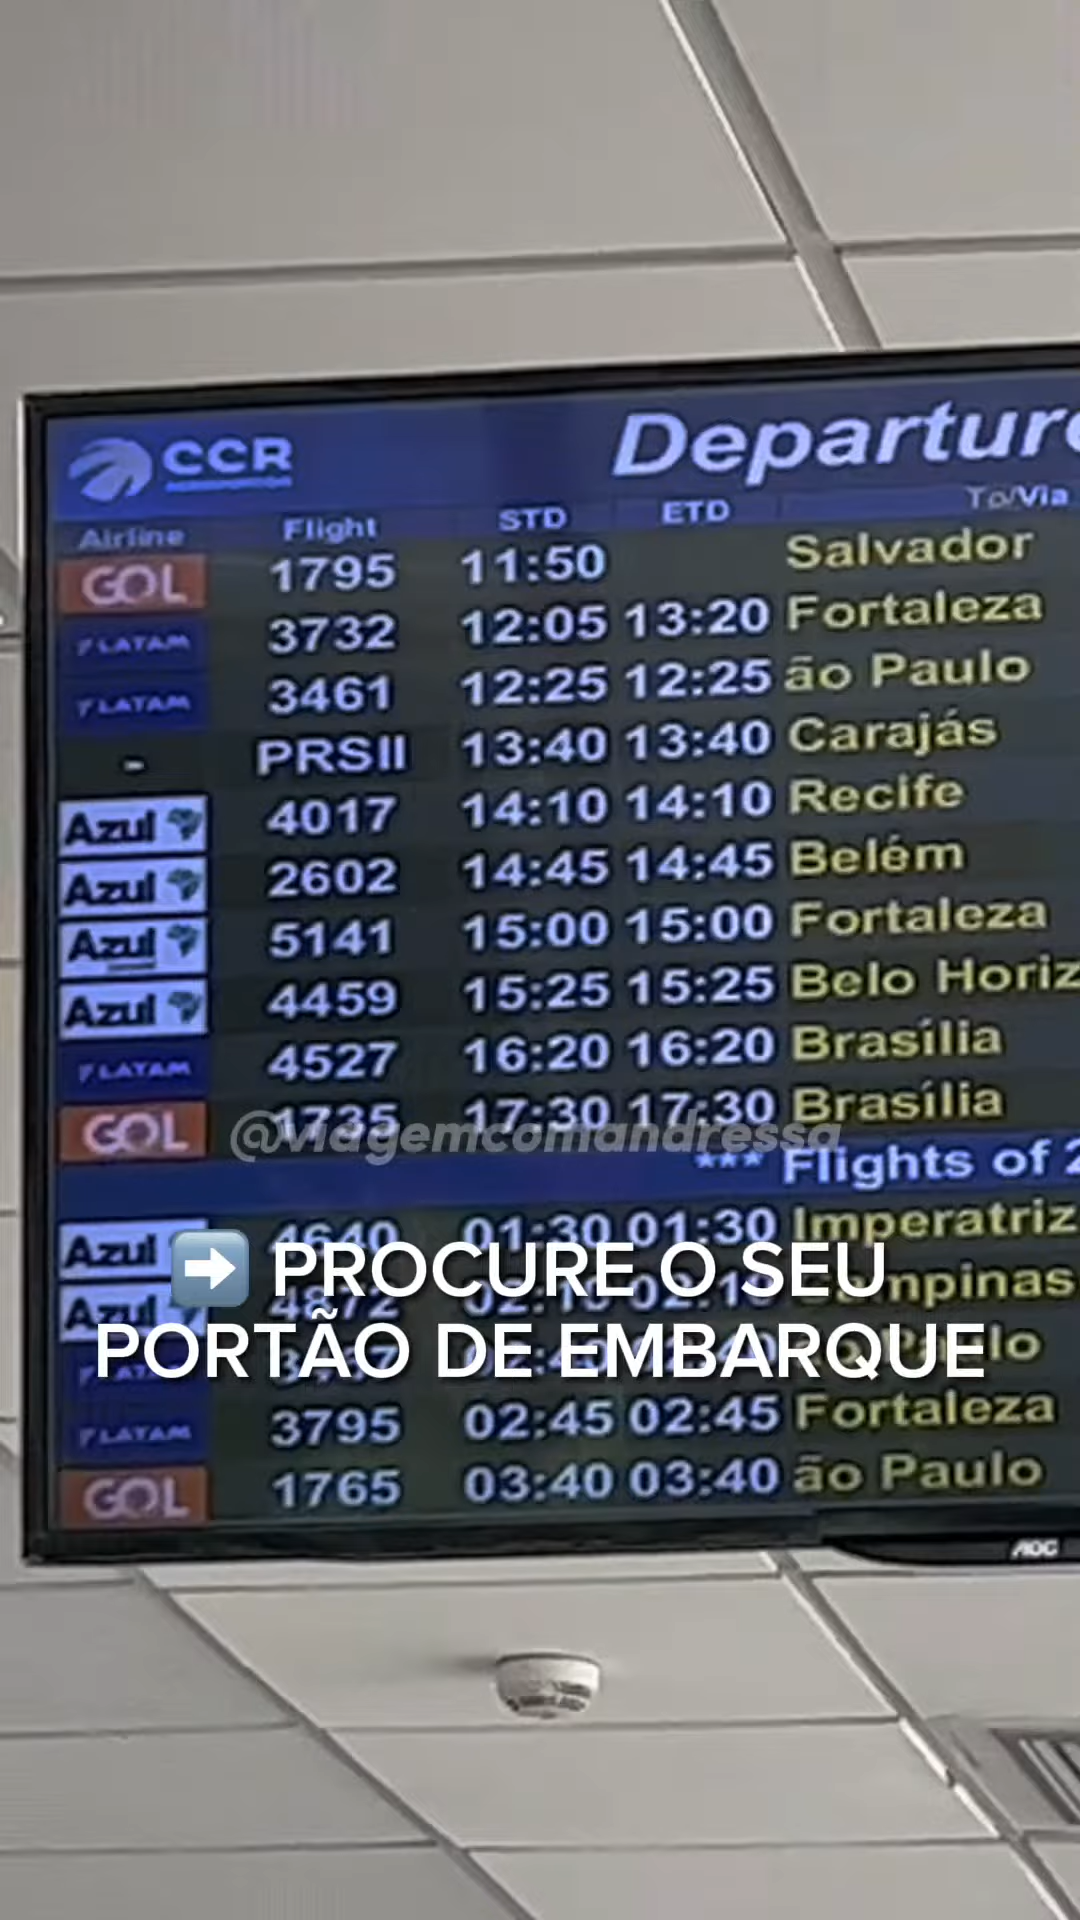 CCR
Departure
Airline Flight STD ETD To/Via
GOL 1795 11:50 Salvador
LATAM 3732 12:05 13:20 Fortaleza
LATAM 3461 12:25 12:25 ão Paulo
- PRSII 13:40 13:40 Carajás
Azul 4017 14:10 14:10 Recife
Azul 2602 14:45 14:45 Belém
Azul 5141 15:00 15:00 Fortaleza
Azul 4459 15:25 15:25 Belo Horiz
LATAM 4527 16:20 16:20 Brasília
GOL 1735 17:30 17:30 Brasília
@viagemcomandressa
*** Flights of 2
Azul 4640 01:30 01:30 Imperatriz
➡️ PROCURE O SEU
Azul 4872
PORTÃO DE EMBARQUE
LATAM 3795 02:45 02:45 Fortaleza
GOL 1765 03:40 03:40 ão Paulo
AOC